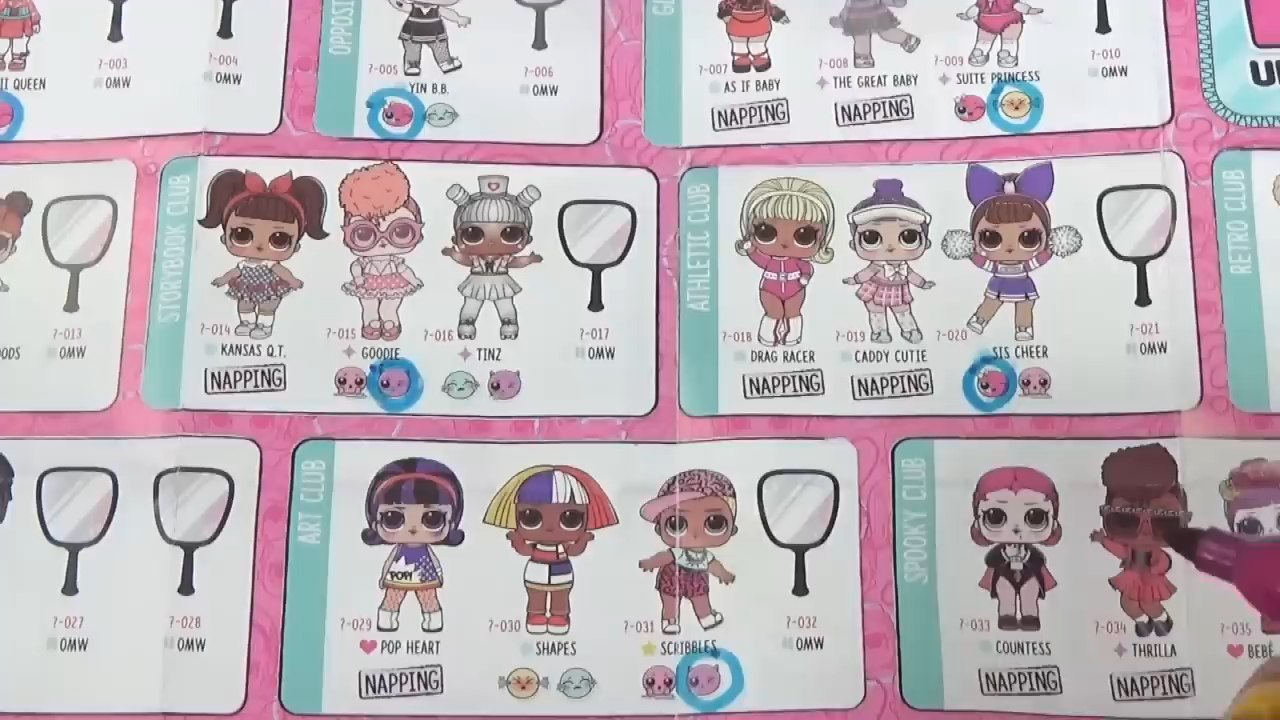 II QUEEN
?-003
OMW
?-004
OMW
OPPOSI
?-005
YIN B.B.
?-006
OMW
GL
?-007
AS IF BABY
NAPPING
?-008
THE GREAT BABY
NAPPING
?-009
SUITE PRINCESS
?-010
OMW
ODS
?-013
OMW
STORYBOOK CLUB
?-014
KANSAS Q.T.
NAPPING
?-015
GOODIE
?-016
TINZ
?-017
OMW
ATHLETIC CLUB
?-018
DRAG RACER
NAPPING
?-019
CADDY CUTIE
NAPPING
?-020
SIS CHEER
?-021
OMW
RETRO CLUB
?-027
OMW
?-028
OMW
ART CLUB
POP!
?-029
POP HEART
NAPPING
?-030
SHAPES
?-031
SCRIBBLES
?-032
OMW
SPOOKY CLUB
?-033
COUNTESS
NAPPING
?-034
THRILLA
NAPPING
?-035
BEBÉ